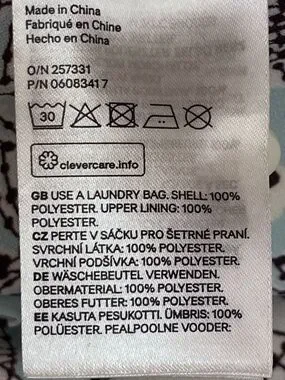 Made in China
Fabriqué en Chine
Hecho en China
O/N 257331
P/N 06083417
30
clevercare.info
GB USE A LAUNDRY BAG. SHELL: 100%
POLYESTER. UPPER LINING: 100%
POLYESTER.
CZ PERTE V SÁČKU PRO ŠETRNÉ PRANÍ.
SVRCHNÍ LÁTKA: 100% POLYESTER.
VRCHNÍ PODŠÍVKA: 100% POLYESTER.
DE WÄSCHEBEUTEL VERWENDEN.
OBERMATERIAL: 100% POLYESTER.
OBERES FUTTER: 100% POLYESTER.
EE KASUTA PESUKOTTI. ÜMBRIS: 100%
POLÜESTER. PEALPOOLNE VOODER: